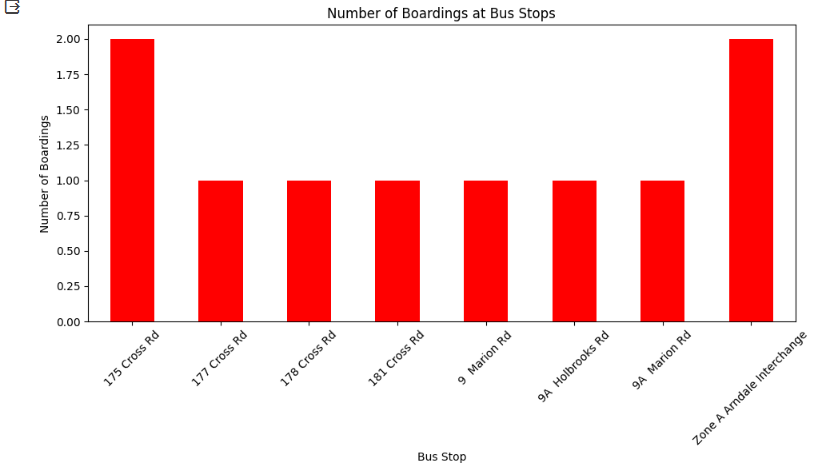 Number of Boardings at Bus Stops
Number of Boardings
2.00
1.75
1.50
1.25
1.00
0.75
0.50
0.25
0.00
175 Cross Rd
177 Cross Rd
178 Cross Rd
181 Cross Rd
9  Marion Rd
9A  Holbrooks Rd
9A  Marion Rd
Zone A Arndale Interchange
Bus Stop